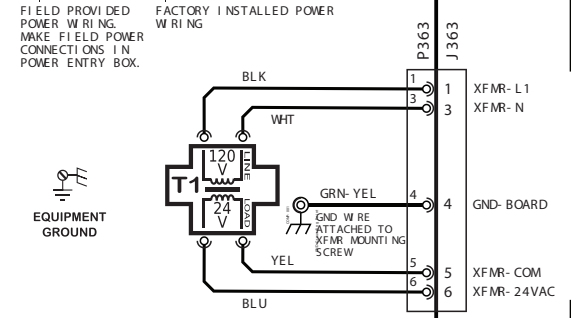 FIELD PROVIDED
POWER WIRING.
MAKE FIELD POWER
CONNECTIONS IN
POWER ENTRY BOX.
FACTORY INSTALLED POWER
WIRING
P363
J363
BLK
1
1
XFMR-L1
WHT
3
3
XFMR-N
120
V
LINE
T1
24
V
LOAD
GRN-YEL
4
4
GND-BOARD
GND WIRE
ATTACHED TO
XFMR MOUNTING
SCREW
EQUIPMENT
GROUND
YEL
5
5
XFMR-COM
BLU
6
6
XFMR-24VAC